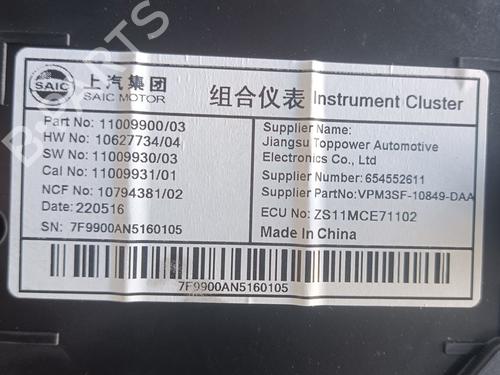 SAIC 上汽集团
SAIC MOTOR
组合仪表 Instrument Cluster
Part No: 11009900/03
HW No: 10627734/04
SW No: 11009930/03
Cal No: 11009931/01
NCF No: 10794381/02
Date: 220516
SN: 7F9900AN5160105
Supplier Name:
Jiangsu Toppower Automotive
Electronics Co., Ltd
Supplier Number: 654552611
Supplier PartNo:VPM3SF-10849-DAA
ECU No: ZS11MCE71102
Made In China
7F9900AN5160105